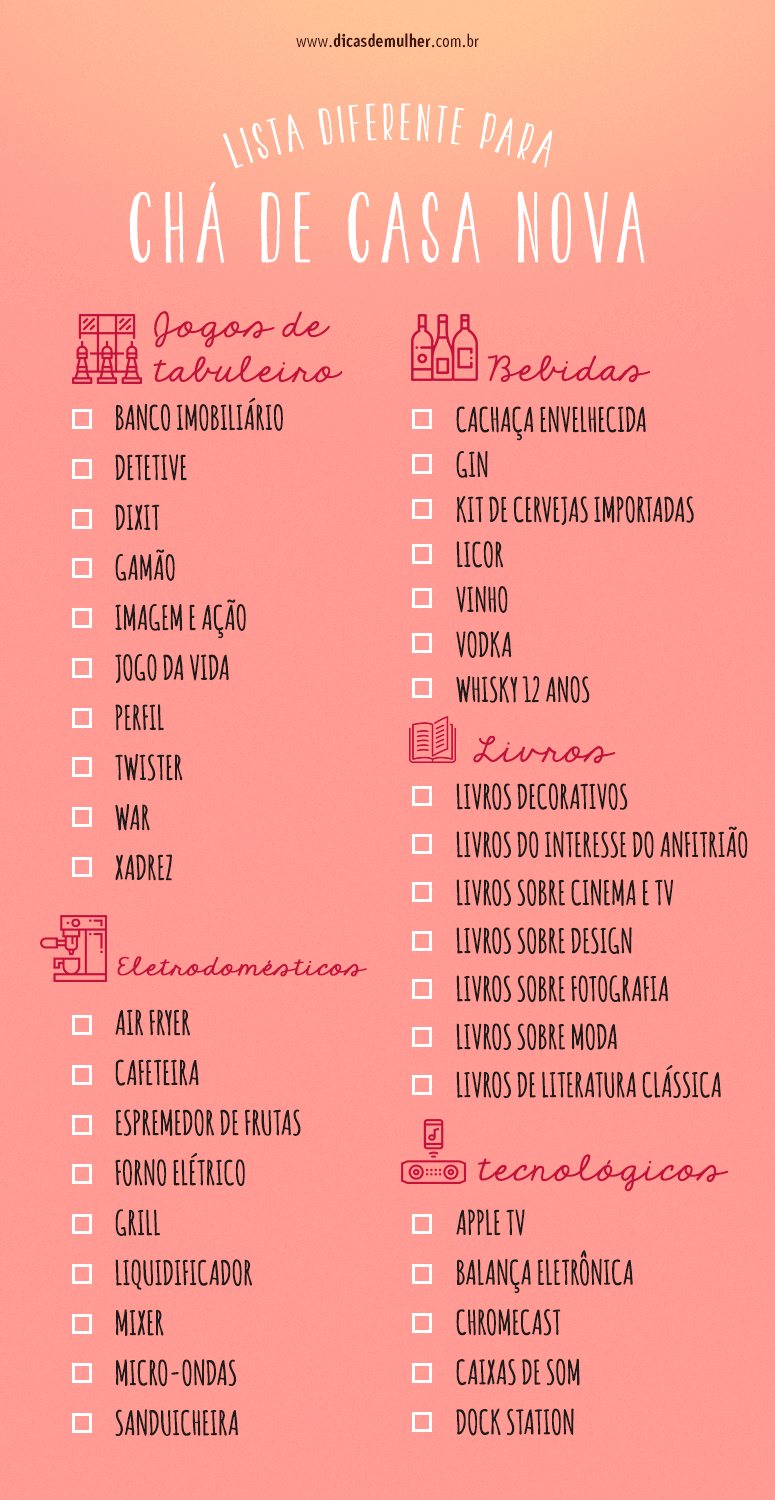 www.dicasdemulher.com.br
LISTA DIFERENTE PARA
CHÁ DE CASA NOVA
Jogos de
tabuleiro
BANCO IMOBILIÁRIO
DETETIVE
DIXIT
GAMÃO
IMAGEM E AÇÃO
JOGO DA VIDA
PERFIL
TWISTER
WAR
XADREZ
Eletrodomésticos
AIR FRYER
CAFETEIRA
ESPREMEDOR DE FRUTAS
FORNO ELÉTRICO
GRILL
LIQUIDIFICADOR
MIXER
MICRO-ONDAS
SANDUICHEIRA
Bebidas
CACHAÇA ENVELHECIDA
GIN
KIT DE CERVEJAS IMPORTADAS
LICOR
VINHO
VODKA
WHISKY 12 ANOS
Livros
LIVROS DECORATIVOS
LIVROS DO INTERESSE DO ANFITRIÃO
LIVROS SOBRE CINEMA E TV
LIVROS SOBRE DESIGN
LIVROS SOBRE FOTOGRAFIA
LIVROS SOBRE MODA
LIVROS DE LITERATURA CLÁSSICA
tecnológicos
APPLE TV
BALANÇA ELETRÔNICA
CHROMECAST
CAIXAS DE SOM
DOCK STATION